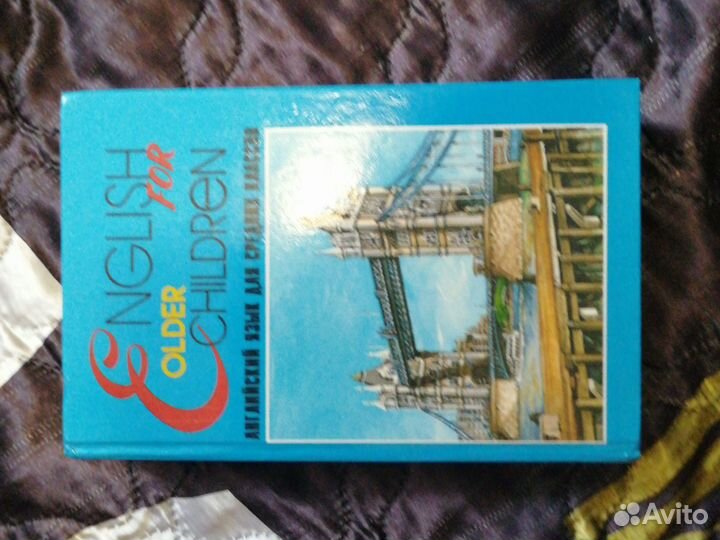 ENGLISH
FOR
OLDER
CHILDREN
АНГЛИЙСКИЙ ЯЗЫК ДЛЯ СРЕДНИХ КЛАССОВ
Avito